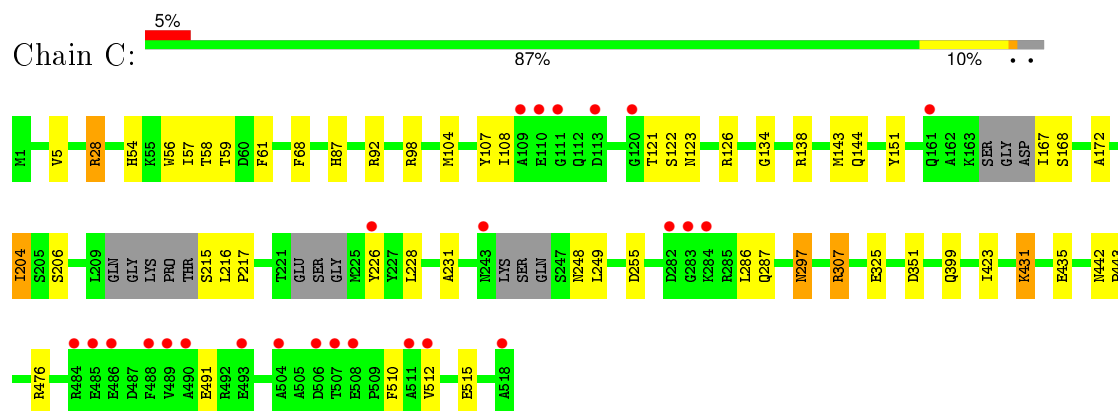 5%
Chain C:
87% 10% • •
M1 V5 R28 H54 K55 W56 I57 T58 T59 D60 F61 F68 H87 R92 R98 M104 Y107 I108 A109 E110 G111 Q112 D113 G120 T121 S122 N123 R126 G134 R138 M143 Q144 Y151 Q161 A162 K163 SER GLY ASP I167 S168 A172
I204 S205 S206 L209 GLN GLY LYS PRO THR S215 L216 P217 T221 GLU SER GLY M225 Y226 Y227 L228 A231 N243 LYS SER GLN S247 N248 L249 D255 D282 G283 K284 R285 L286 Q287 N297 R307 E325 D351 Q399 I423 K431 E435 N442
R476 R484 E485 E486 D487 F488 V489 A490 E491 R492 E493 A504 A505 D506 T507 E508 P509 F510 A511 V512 E515 A518